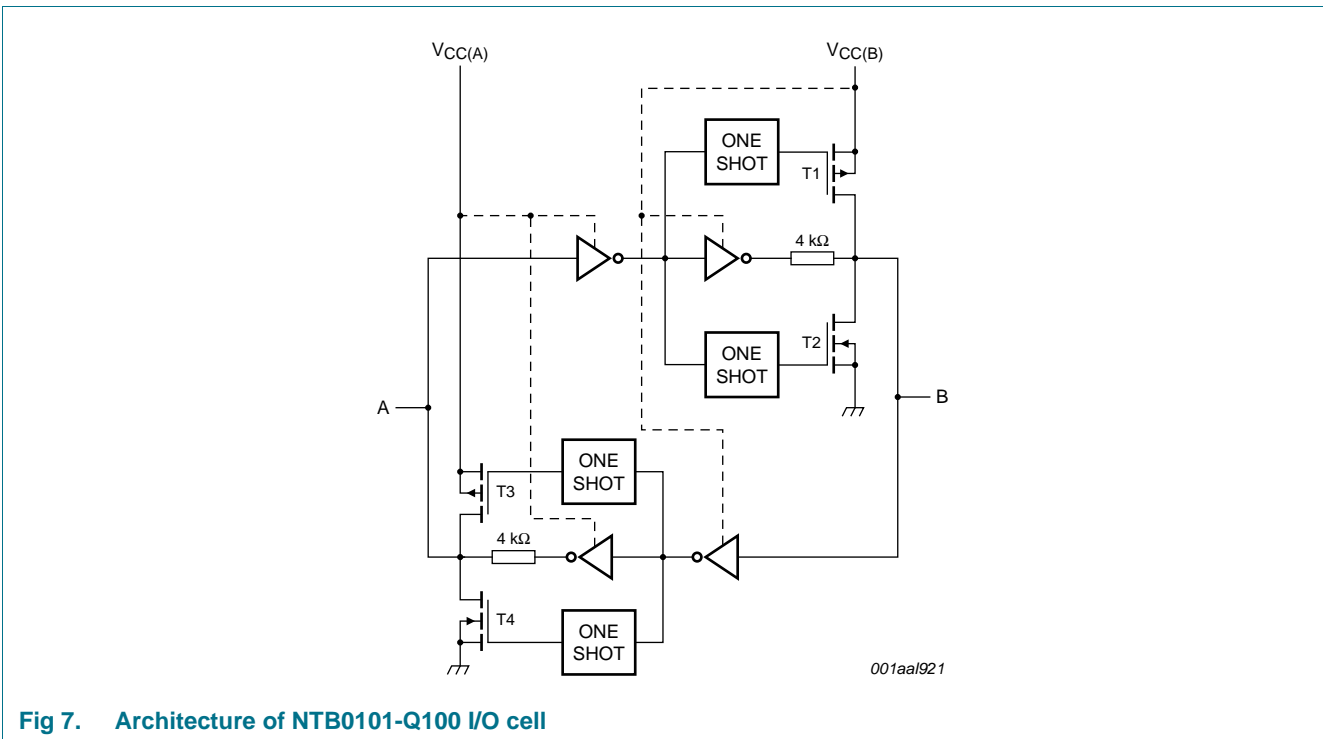 VCC(A)
VCC(B)
ONE
SHOT
T1
4 kΩ
ONE
SHOT
T2
A
B
ONE
SHOT
T3
4 kΩ
T4
ONE
SHOT
001aal921
Fig 7. Architecture of NTB0101-Q100 I/O cell